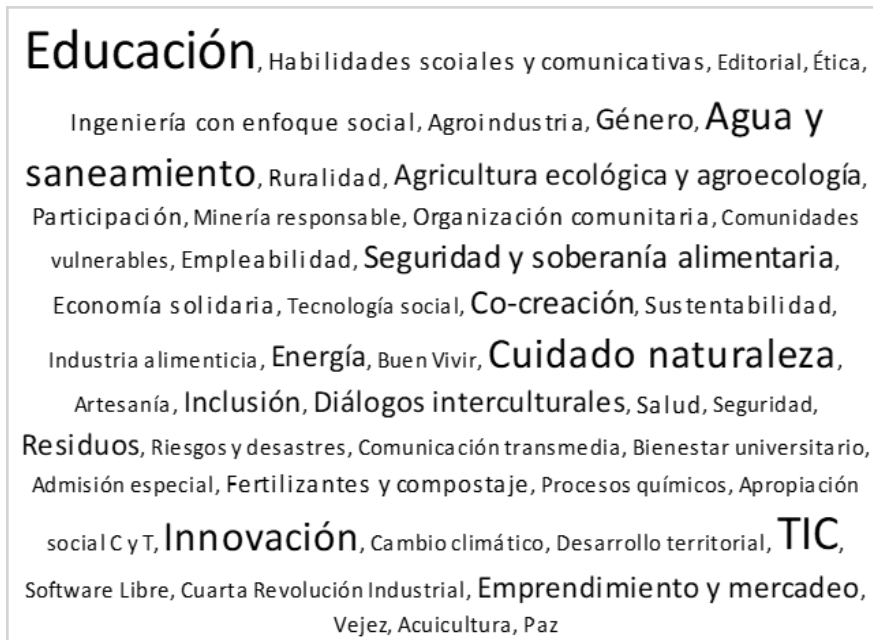 Educación, Habilidades scoiales y comunicativas, Editorial, Ética,
Ingeniería con enfoque social, Agroindustria, Género, Agua y
saneamiento, Ruralidad, Agricultura ecológica y agroecología,
Participación, Minería responsable, Organización comunitaria, Comunidades
vulnerables, Empleabilidad, Seguridad y soberanía alimentaria,
Economía solidaria, Tecnología social, Co-creación, Sustentabilidad,
Industria alimenticia, Energía, Buen Vivir, Cuidado naturaleza,
Artesanía, Inclusión, Diálogos interculturales, Salud, Seguridad,
Residuos, Riesgos y desastres, Comunicación transmedia, Bienestar universitario,
Admisión especial, Fertilizantes y compostaje, Procesos químicos, Apropiación
social C y T, Innovación, Cambio climático, Desarrollo territorial, TIC,
Software Libre, Cuarta Revolución Industrial, Emprendimiento y mercadeo,
Vejez, Acuicultura, Paz